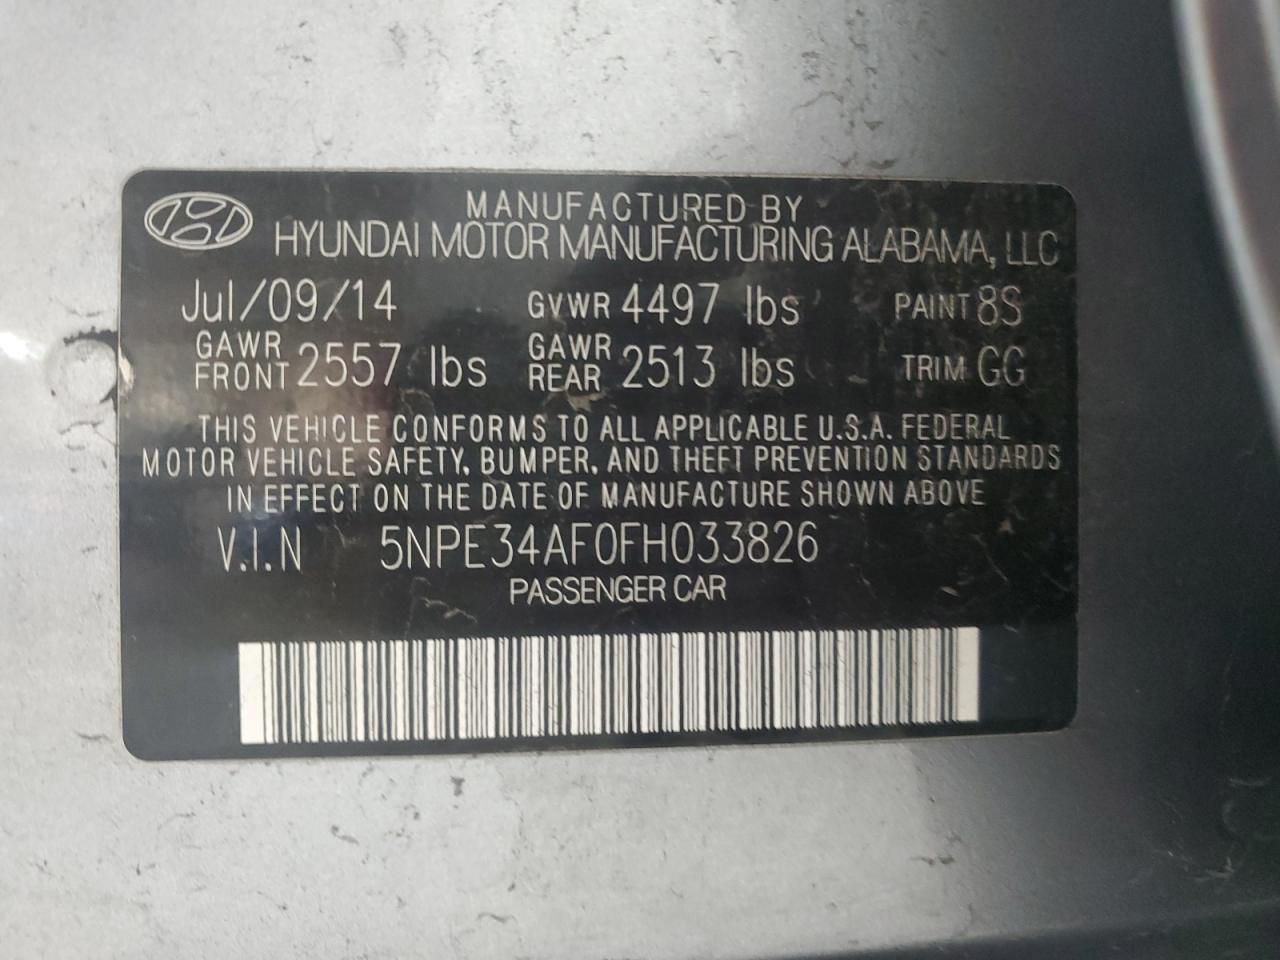 MANUFACTURED BY
HYUNDAI MOTOR MANUFACTURING ALABAMA, LLC
Jul/09/14 GVWR 4497 lbs PAINT 8S
GAWR FRONT 2557 lbs GAWR REAR 2513 lbs TRIM GG
THIS VEHICLE CONFORMS TO ALL APPLICABLE U.S.A. FEDERAL
MOTOR VEHICLE SAFETY, BUMPER, AND THEFT PREVENTION STANDARDS
IN EFFECT ON THE DATE OF MANUFACTURE SHOWN ABOVE
V.I.N 5NPE34AF0FH033826
PASSENGER CAR